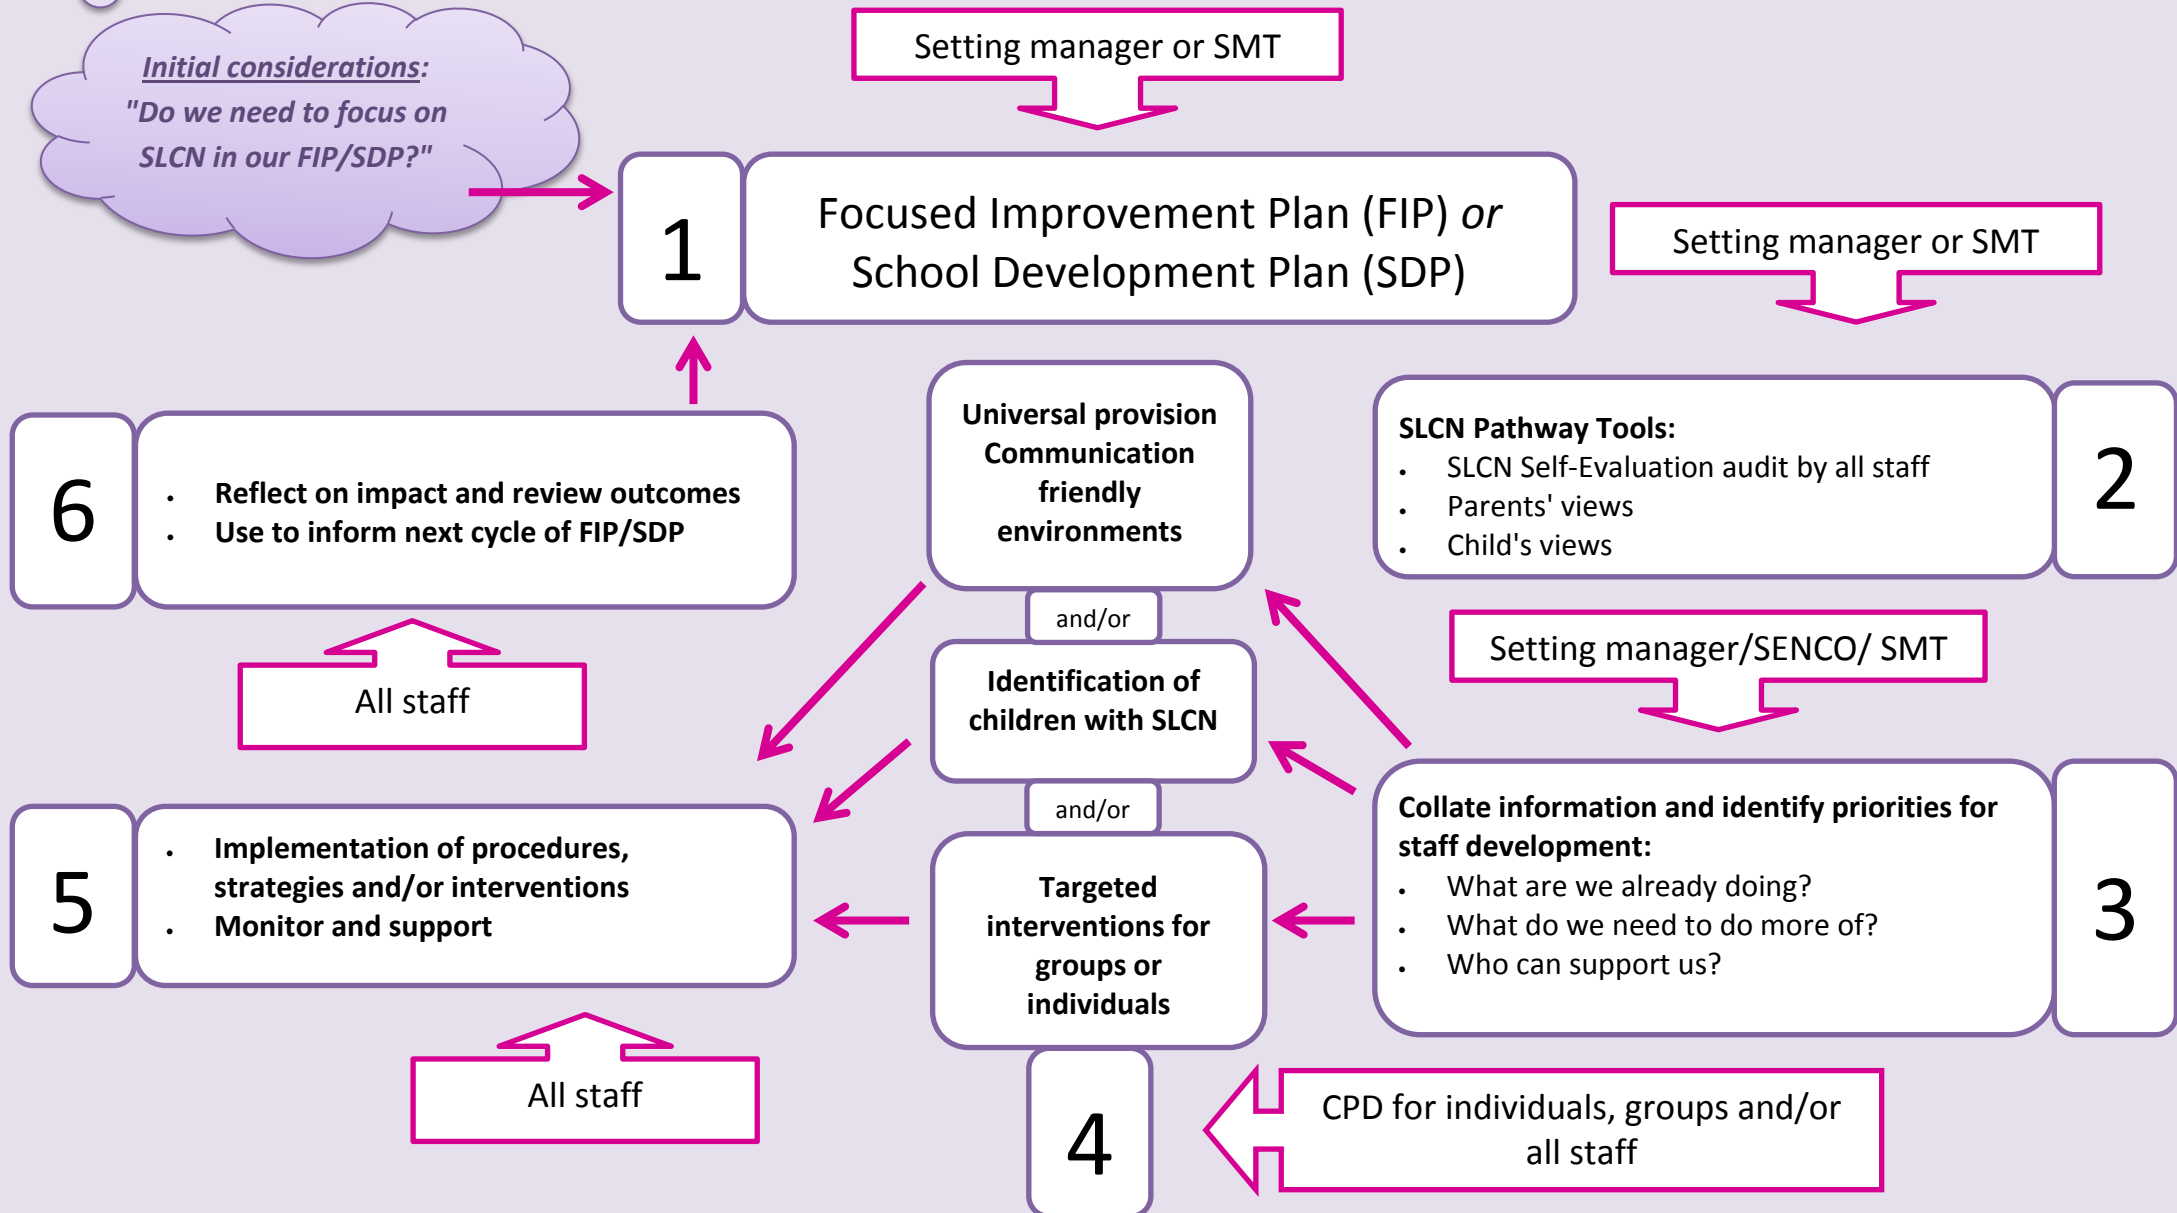 Initial considerations:
"Do we need to focus on
SLCN in our FIP/SDP?"
Setting manager or SMT
1
Focused Improvement Plan (FIP) or
School Development Plan (SDP)
Setting manager or SMT
2
SLCN Pathway Tools:
• SLCN Self-Evaluation audit by all staff
• Parents' views
• Child's views
Setting manager/SENCO/ SMT
3
Collate information and identify priorities for
staff development:
• What are we already doing?
• What do we need to do more of?
• Who can support us?
Universal provision
Communication
friendly
environments
and/or
Identification of
children with SLCN
and/or
Targeted
interventions for
groups or
individuals
4
CPD for individuals, groups and/or
all staff
5
• Implementation of procedures,
strategies and/or interventions
• Monitor and support
All staff
6
• Reflect on impact and review outcomes
• Use to inform next cycle of FIP/SDP
All staff